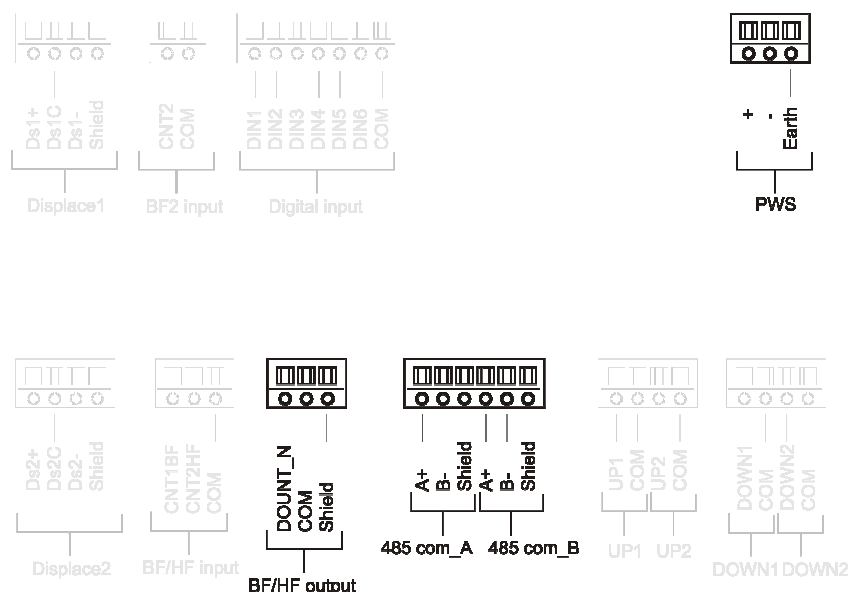 Ds1+
Ds1C
Ds1-
Shield
CNT2
COM
DIN1
DIN2
DIN3
DIN4
DIN5
DIN6
COM
+
-
Earth
Displace1
BF2 input
Digital input
PWS
Ds2+
Ds2C
Ds2-
Shield
CNT1BF
CNT2HF
COM
DOUNT_N
COM
Shield
A+
B-
Shield
A+
B-
Shield
UP1
COM
UP2
COM
DOWN1
COM
DOWN2
COM
Displace2
BF/HF input
BF/HF output
485 com_A
485 com_B
UP1
UP2
DOWN1
DOWN2